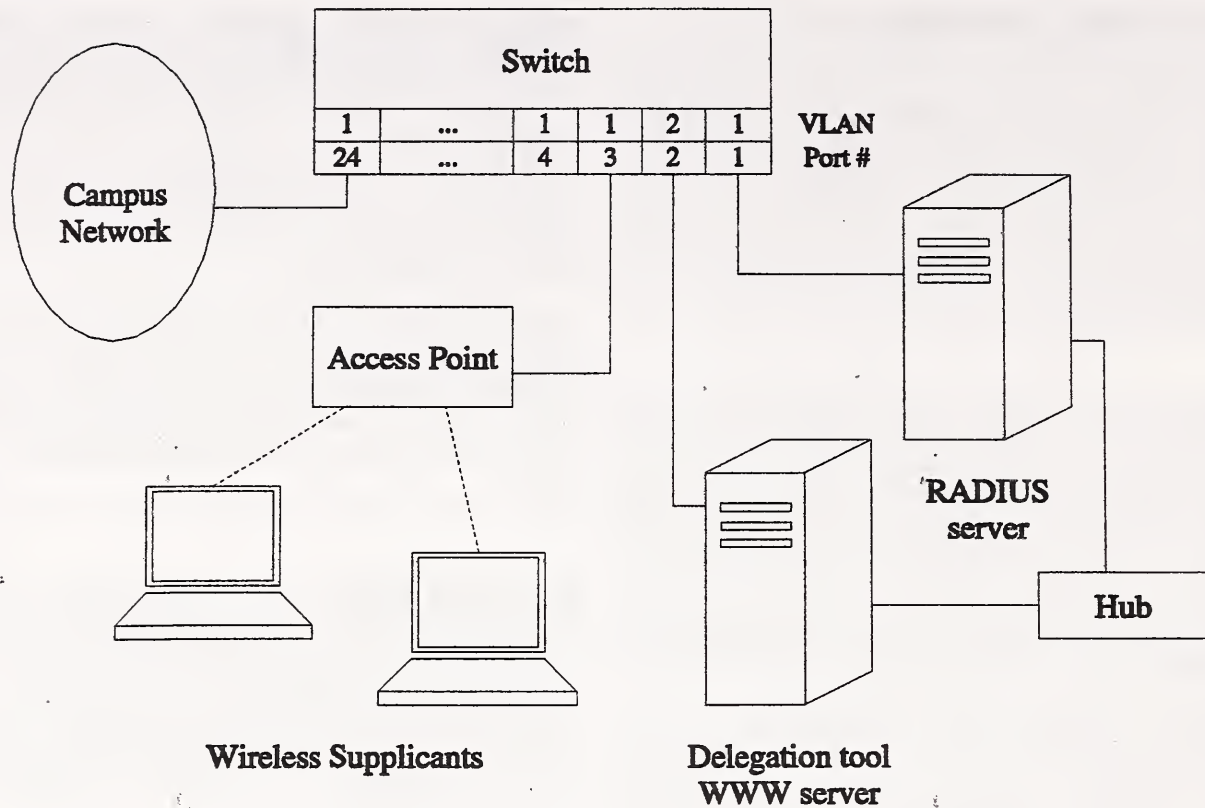 Switch
1 ... 1 1 2 1 VLAN
24 ... 4 3 2 1 Port #
Campus
Network
Access Point
RADIUS
server
Hub
Wireless Supplicants
Delegation tool
WWW server